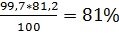 99,7*81,2
100
= 81%